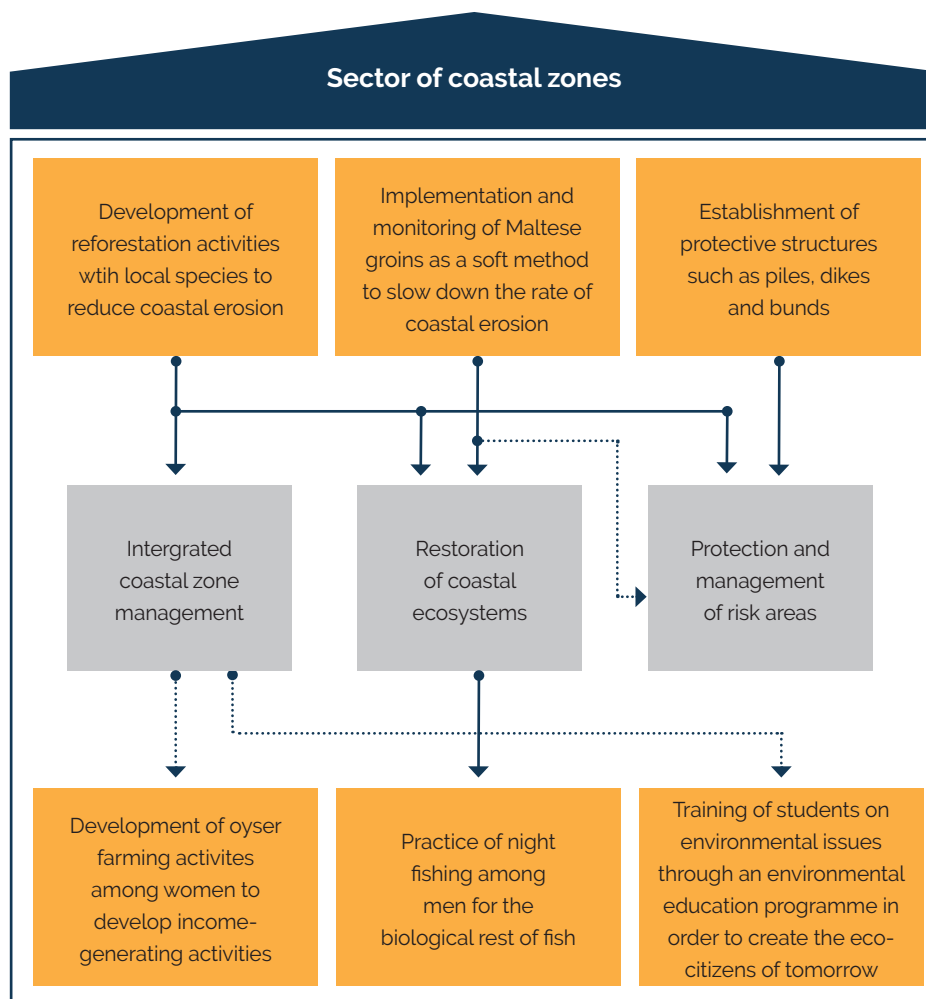 Sector of coastal zones
Development of
reforestation activities
wtih local species to
reduce coastal erosion
Implementation and
monitoring of Maltese
groins as a soft method
to slow down the rate of
coastal erosion
Establishment of
protective structures
such as piles, dikes
and bunds
Intergrated
coastal zone
management
Restoration
of coastal
ecosystems
Protection and
management
of risk areas
Development of oyser
farming activites
among women to
develop income-
generating activities
Practice of night
fishing among
men for the
biological rest of fish
Training of students on
environmental issues
through an environmental
education programme in
order to create the eco-
citizens of tomorrow